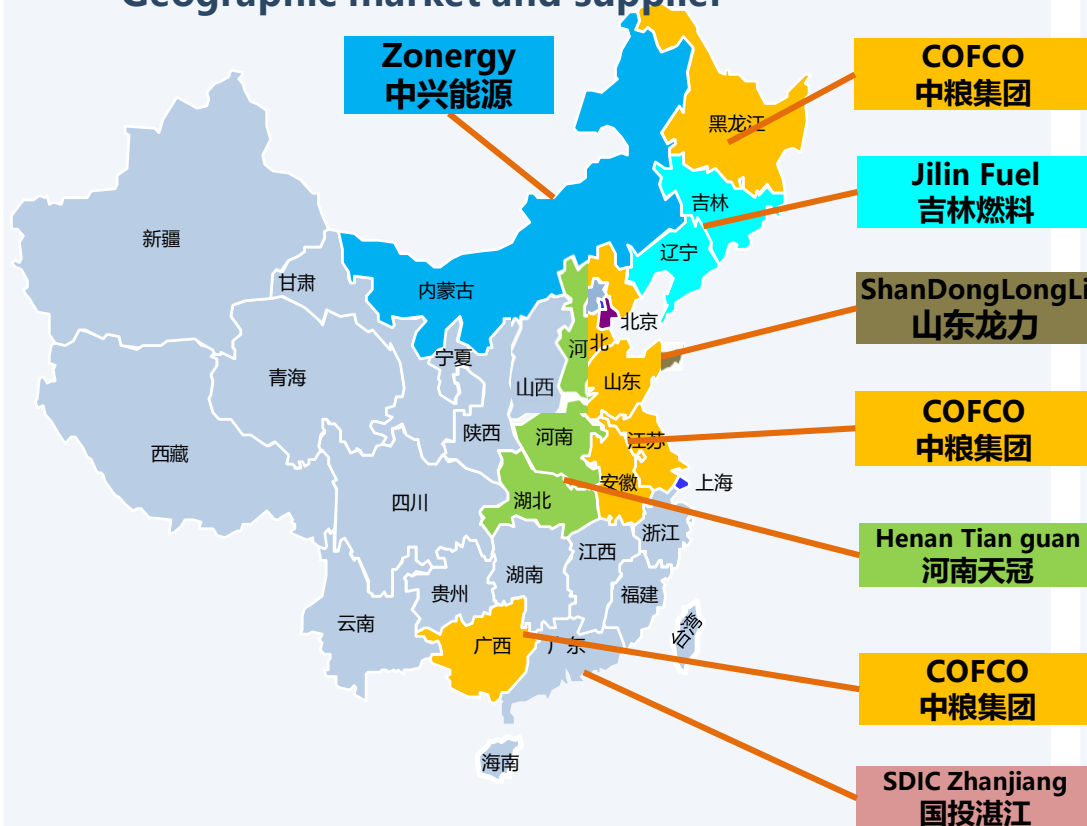 Geographic market and supplier
Zonergy
中兴能源
COFCO
中粮集团
黑龙江
Jilin Fuel
吉林燃料
吉林
新疆
辽宁
甘肃
内蒙古
ShanDongLongLi
山东龙力
北京
河北
宁夏
青海
山西
山东
COFCO
中粮集团
陕西
河南
江苏
西藏
安徽
上海
四川
湖北
浙江
Henan Tian guan
河南天冠
江西
湖南
贵州
福建
云南
台湾
广西
广东
COFCO
中粮集团
海南
SDIC Zhanjiang
国投湛江